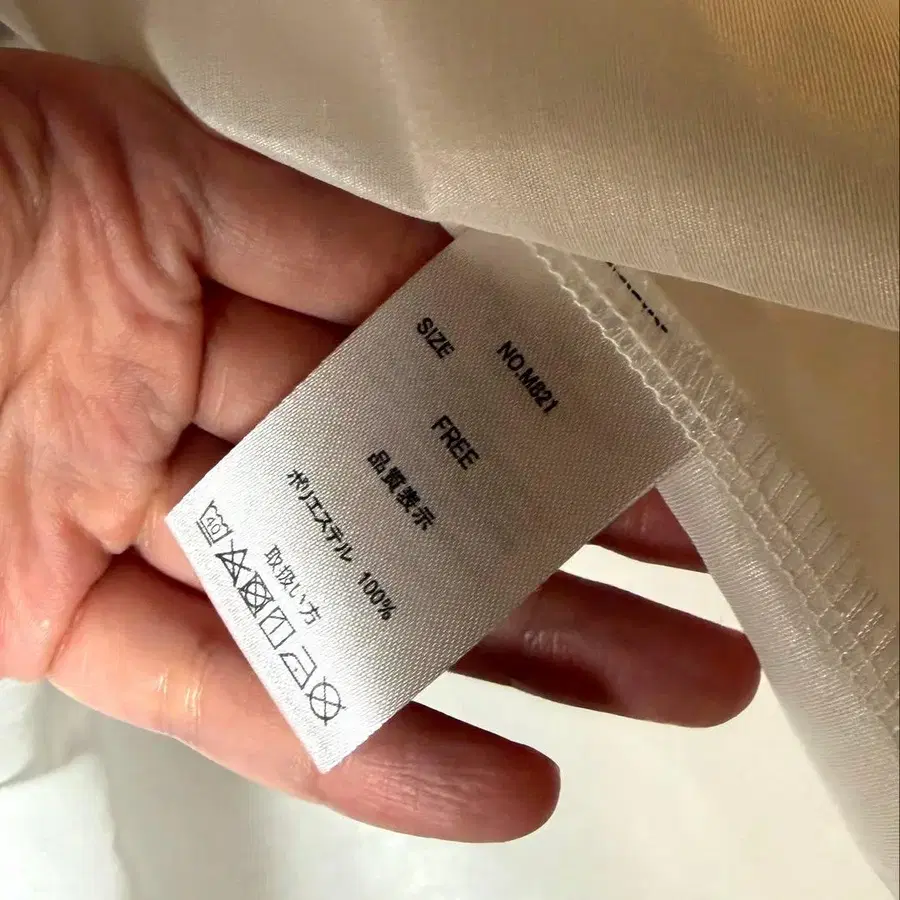 NO.M821
SIZE FREE
品質表示
ポリエステル 100%
取扱い方
40